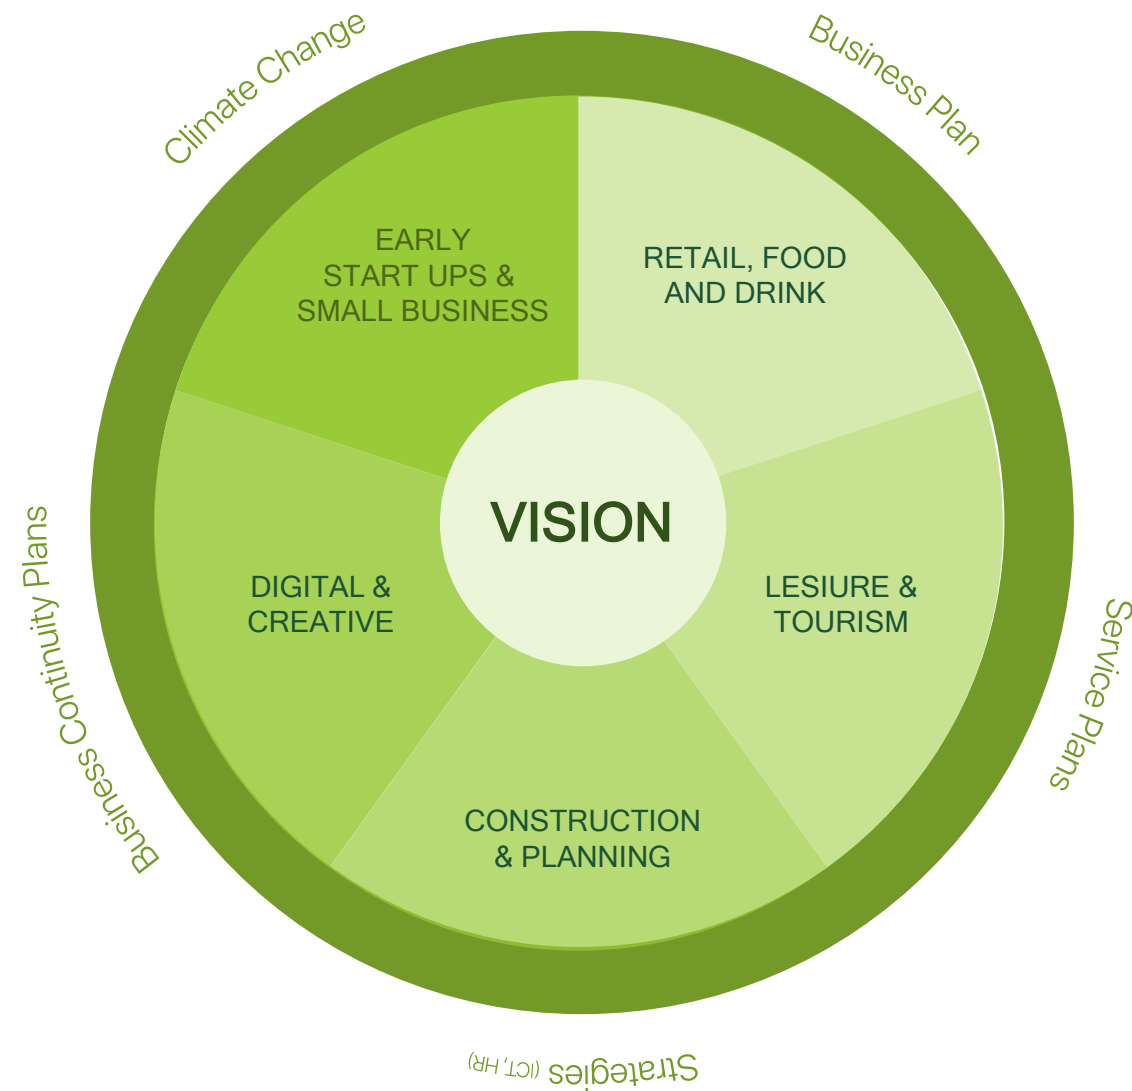 Climate Change
Business Plan
EARLY
START UPS &
SMALL BUSINESS
RETAIL, FOOD
AND DRINK
VISION
DIGITAL &
CREATIVE
LESIURE &
TOURISM
CONSTRUCTION
& PLANNING
Business Continuity Plans
Service Plans
Strategies (ICT, HR)